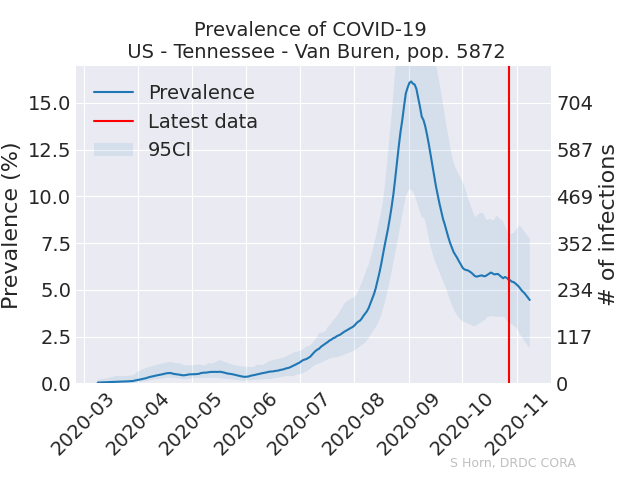 Prevalence of COVID-19
US - Tennessee - Van Buren, pop. 5872
Prevalence
Latest data
95CI
Prevalence (%)
15.0
12.5
10.0
7.5
5.0
2.5
0.0
704
587
469
352
234
117
0
# of infections
2020-03
2020-04
2020-05
2020-06
2020-07
2020-08
2020-09
2020-10
2020-11
S Horn, DRDC CORA